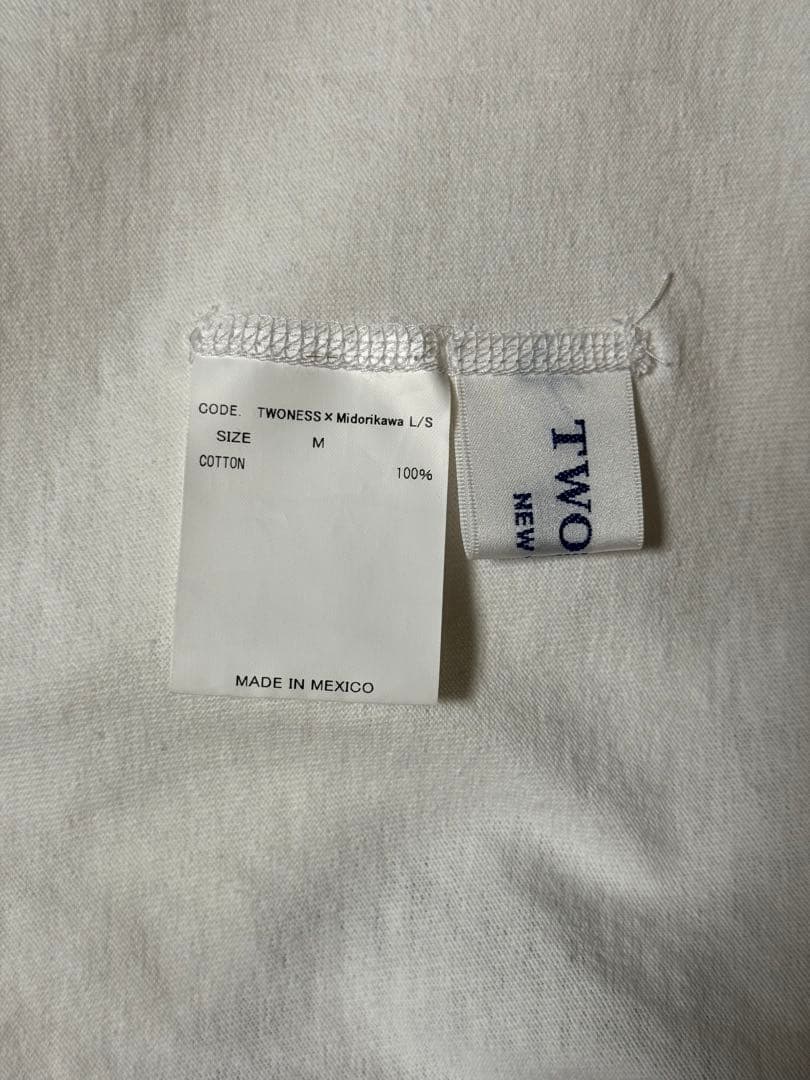 CODE. TWONESS×Midorikawa L/S
SIZE M
COTTON 100%
MADE IN MEXICO
TWO
NEW